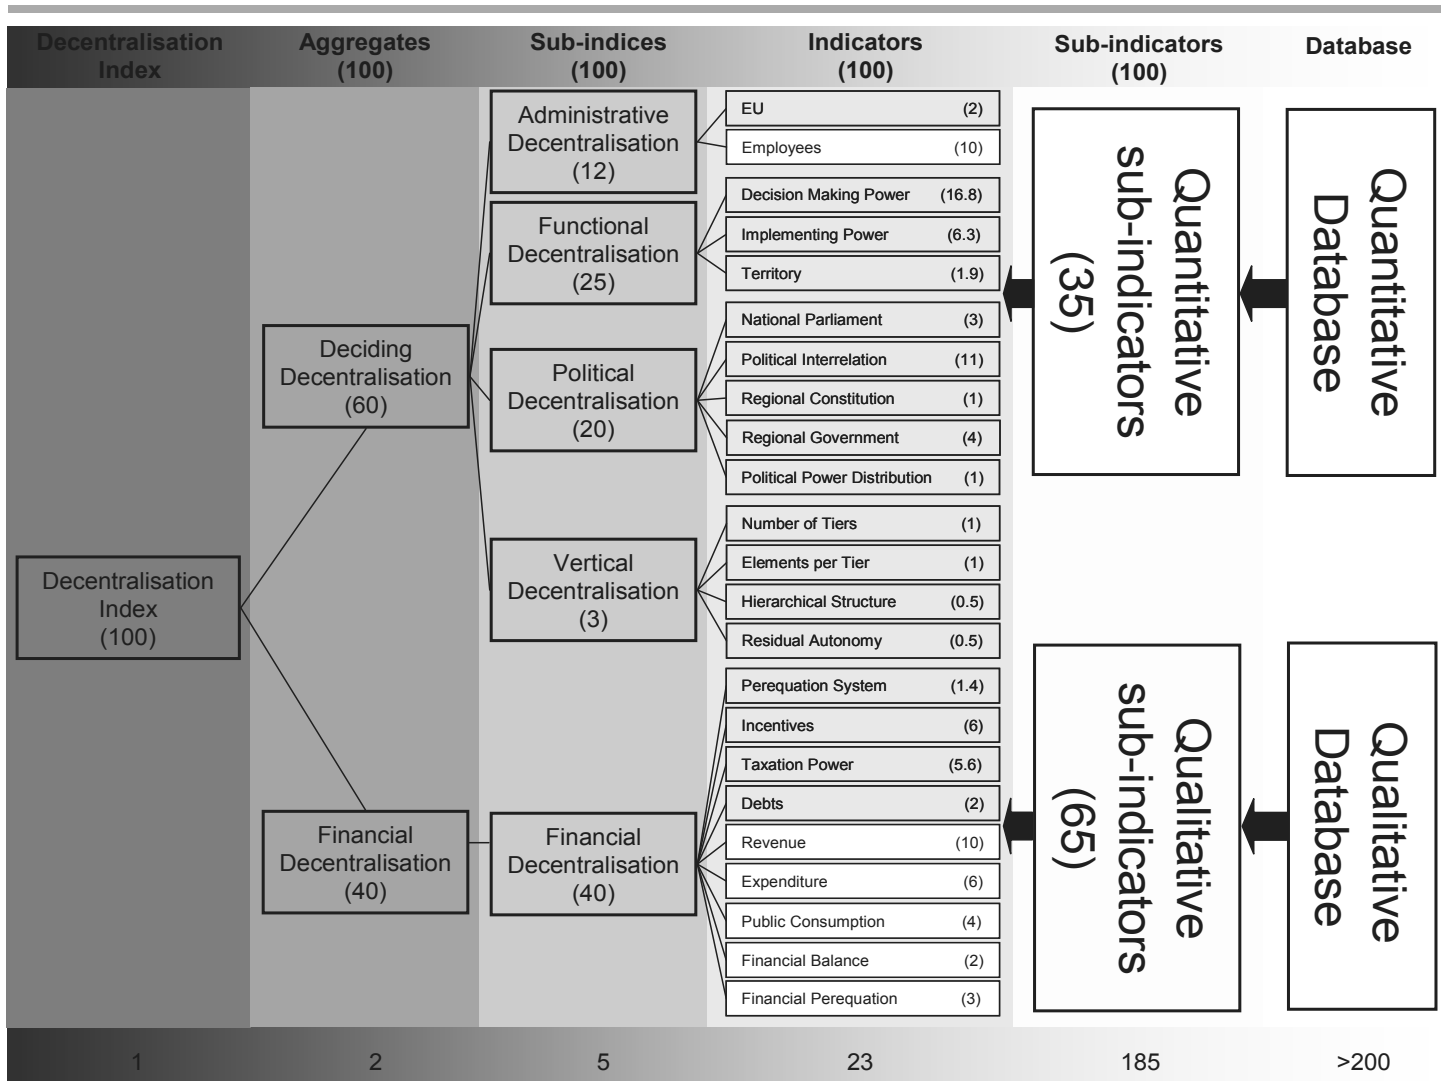 Decentralisation
Index
Aggregates
(100)
Sub-indices
(100)
Indicators
(100)
Sub-indicators
(100)
Database
Decentralisation
Index
(100)
Deciding
Decentralisation
(60)
Financial
Decentralisation
(40)
Administrative
Decentralisation
(12)
Functional
Decentralisation
(25)
Political
Decentralisation
(20)
Vertical
Decentralisation
(3)
Financial
Decentralisation
(40)
EU (2)
Employees (10)
Decision Making Power (16.8)
Implementing Power (6.3)
Territory (1.9)
National Parliament (3)
Political Interrelation (11)
Regional Constitution (1)
Regional Government (4)
Political Power Distribution (1)
Number of Tiers (1)
Elements per Tier (1)
Hierarchical Structure (0.5)
Residual Autonomy (0.5)
Perequation System (1.4)
Incentives (6)
Taxation Power (5.6)
Debts (2)
Revenue (10)
Expenditure (6)
Public Consumption (4)
Financial Balance (2)
Financial Perequation (3)
Quantitative
sub-indicators
(35)
Qualitative
sub-indicators
(65)
Quantitative
Database
Qualitative
Database
1 2 5 23 185 >200